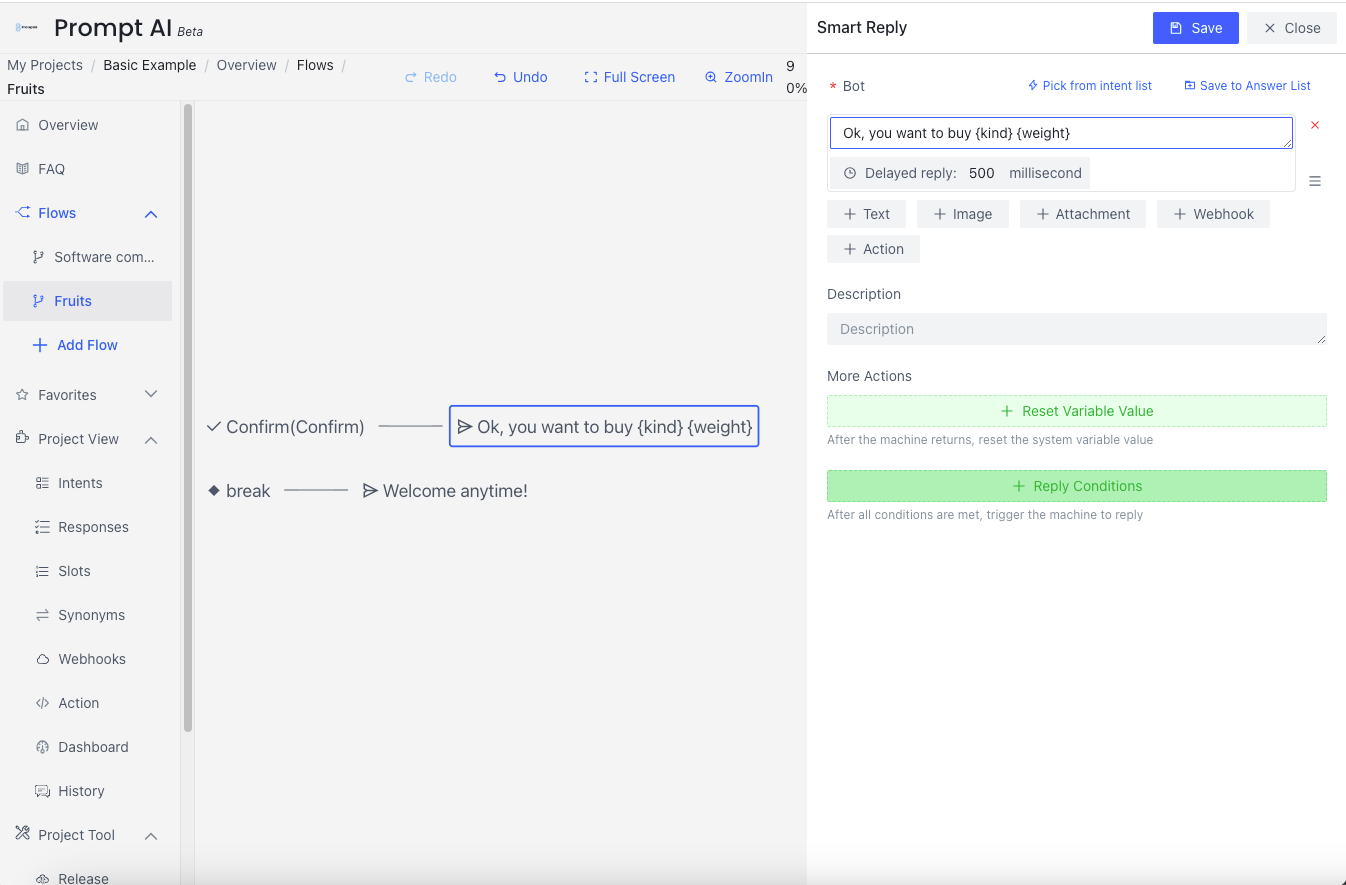 Prompt AI Beta
My Projects / Basic Example / Overview / Flows /
Fruits
Redo
Undo
Full Screen
ZoomIn
9
0%
Overview
FAQ
Flows
Software com...
Fruits
Add Flow
Favorites
Project View
Intents
Responses
Slots
Synonyms
Webhooks
Action
Dashboard
History
Project Tool
Release
Confirm(Confirm)
Ok, you want to buy {kind} {weight}
break
Welcome anytime!
Smart Reply
Save
Close
* Bot
Pick from intent list
Save to Answer List
Ok, you want to buy {kind} {weight}
Delayed reply: 500 millisecond
Text
Image
Attachment
Webhook
Action
Description
Description
More Actions
Reset Variable Value
After the machine returns, reset the system variable value
Reply Conditions
After all conditions are met, trigger the machine to reply